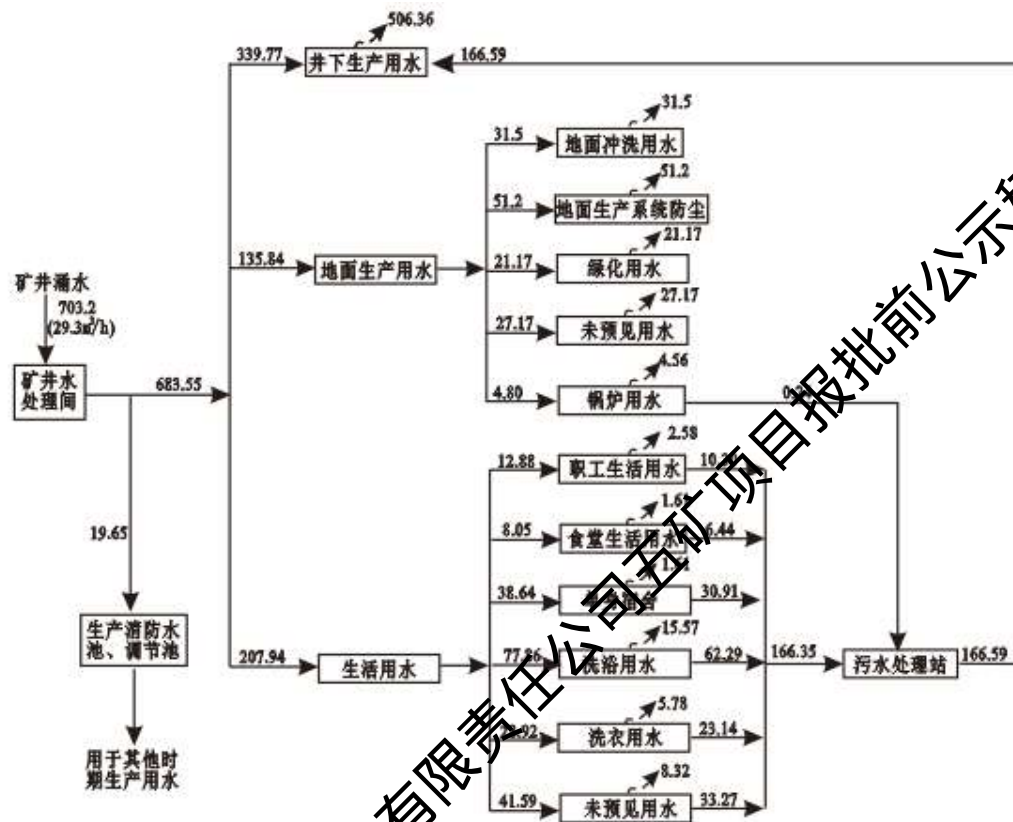 506.36
339.77
井下生产用水
166.59
31.5
31.5
地面冲洗用水
51.2
51.2
地面生产系统防尘
135.84
地面生产用水
21.17
21.17
绿化用水
27.17
27.17
未预见用水
4.56
4.80
锅炉用水
矿井涌水
703.2
(29.3m³/h)
矿井水
处理间
683.55
2.58
12.88
职工生活用水
8.05
食堂生活用水
6.44
19.65
38.64
30.91
生产消防水
池、调节池
207.94
生活用水
15.57
77.86
洗浴用水
62.29
166.35
污水处理站
166.59
5.78
洗衣用水
23.14
用于其他时
期生产用水
8.32
41.59
未预见用水
33.27
有限责任公司五矿项目报批前公示